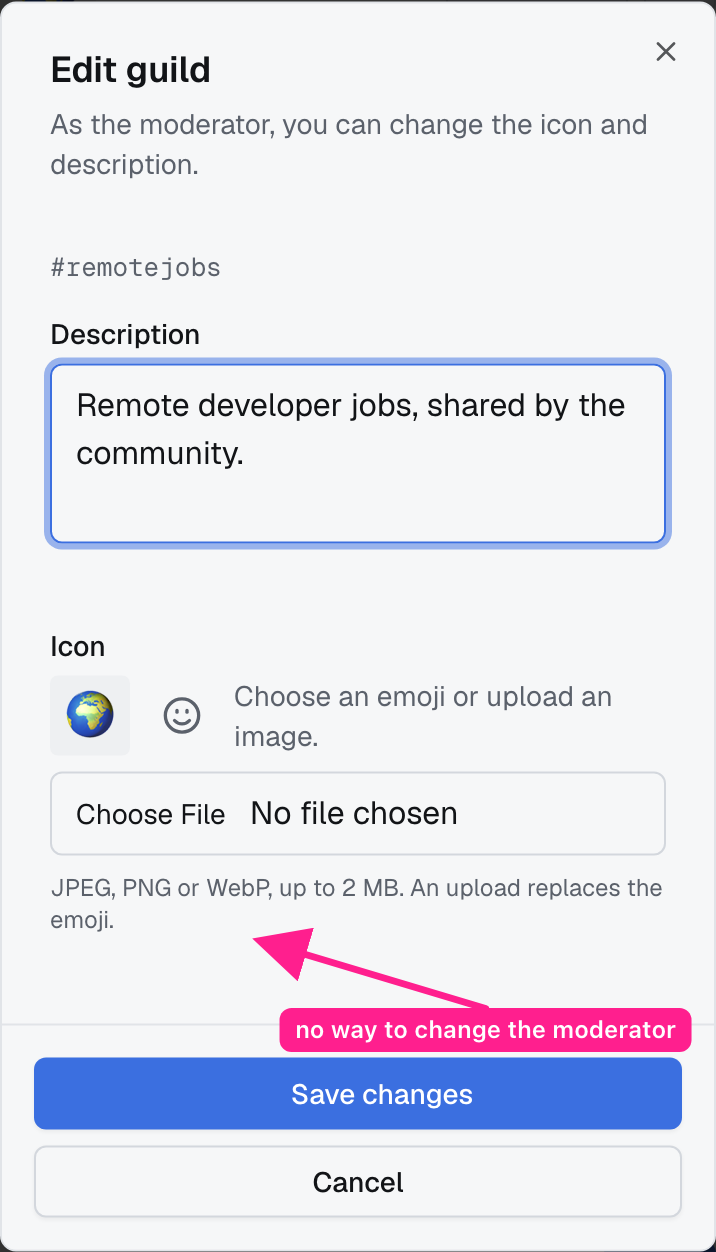 Edit guild
As the moderator, you can change the icon and
description.
#remotejobs
Description
Remote developer jobs, shared by the
community.
Icon
Choose an emoji or upload an
image.
Choose File No file chosen
JPEG, PNG or WebP, up to 2 MB. An upload replaces the
emoji.
no way to change the moderator
Save changes
Cancel